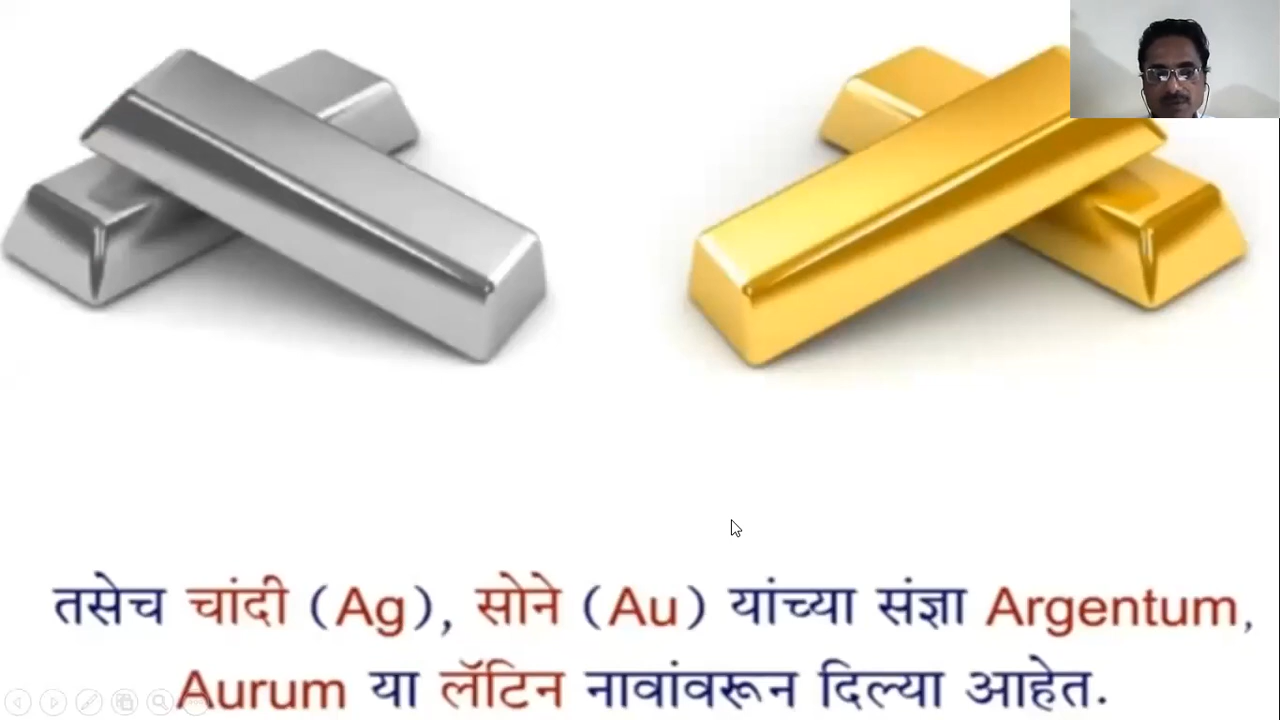 तसेच चांदी (Ag), सोने (Au) यांच्या संज्ञा Argentum,
Aurum या लॅटिन नावांवरून दिल्या आहेत.